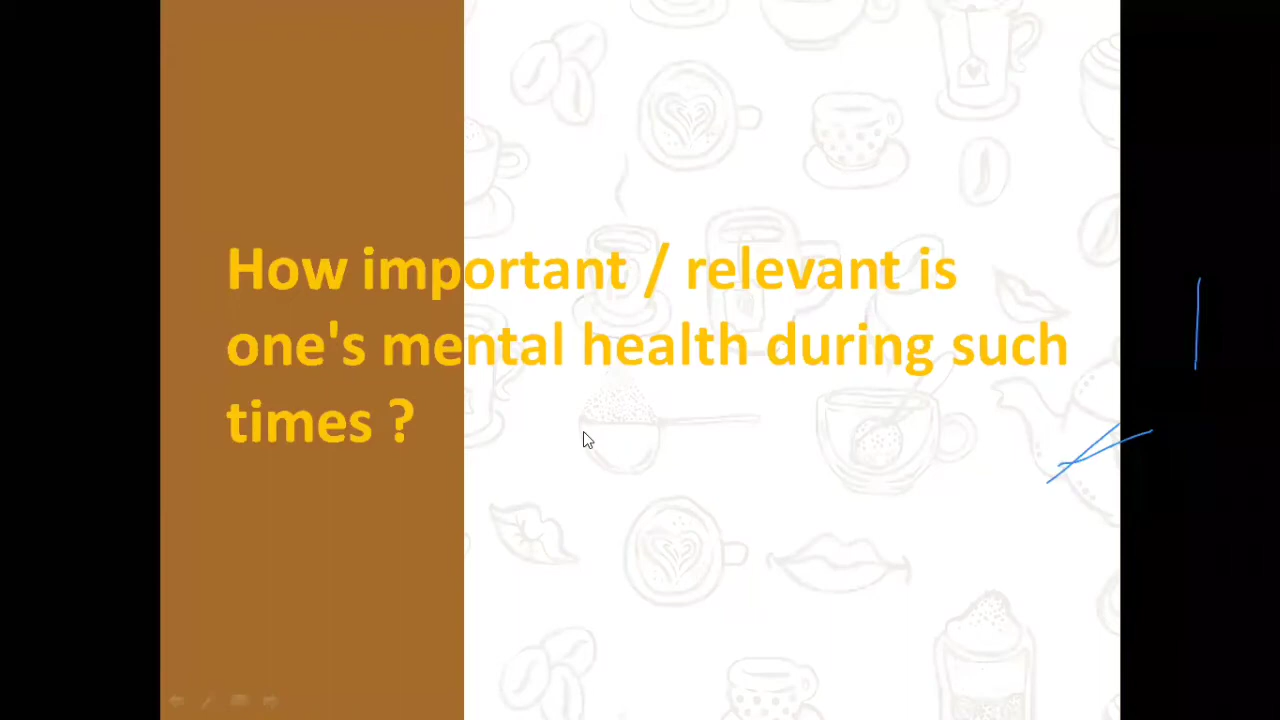 How important / relevant is
one's mental health during such
times ?